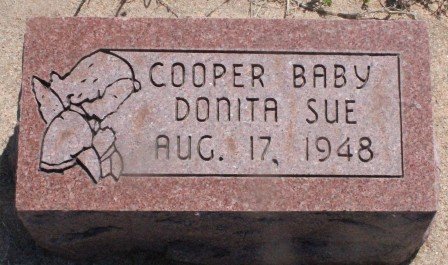 COOPER BABY
DONITA SUE
AUG. 17, 1948